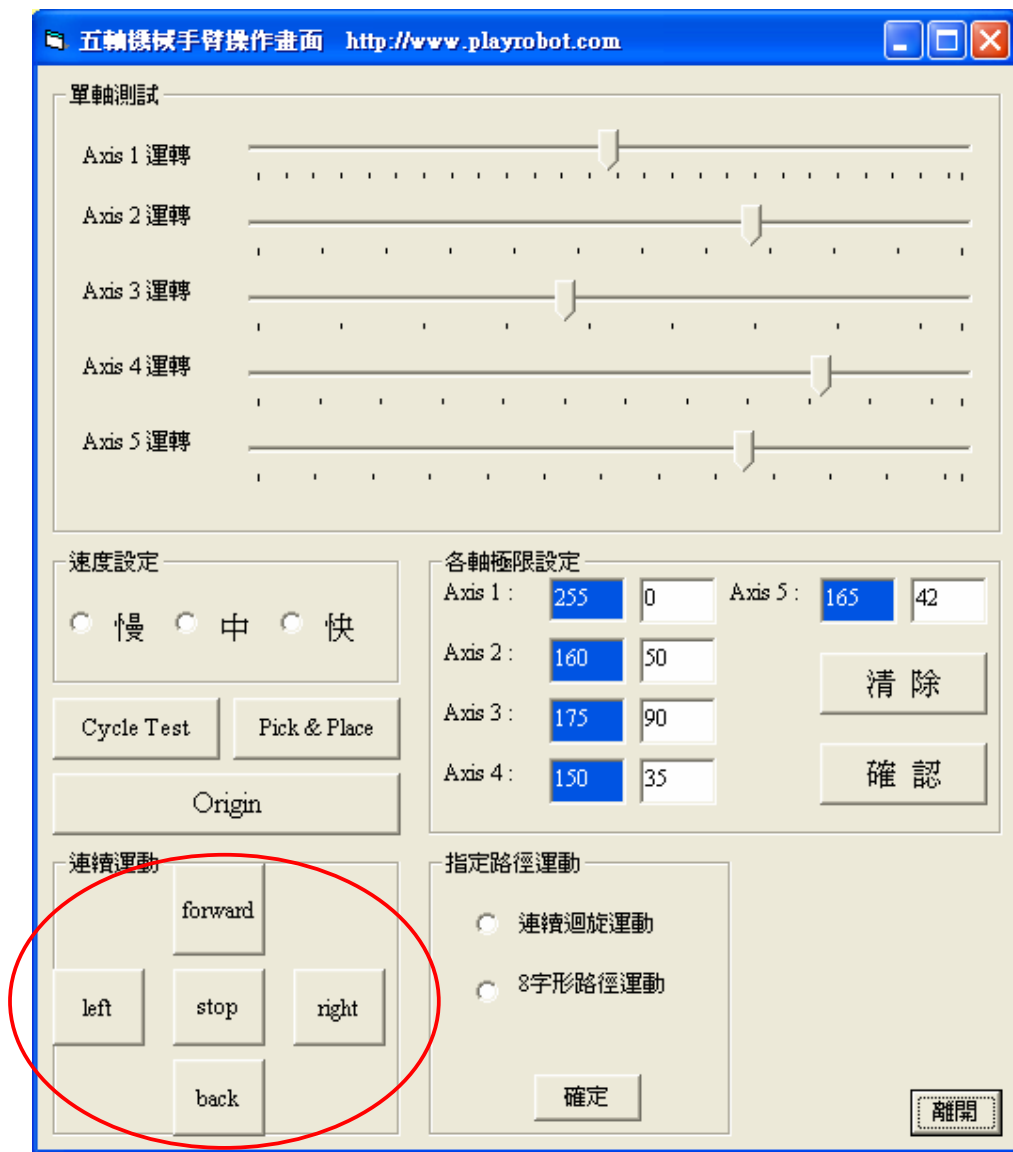 五軸機械手臂操作畫面 http://www.playrobot.com
單軸測試
Axis 1 運轉
Axis 2 運轉
Axis 3 運轉
Axis 4 運轉
Axis 5 運轉
速度設定
慢 中 快
Cycle Test Pick & Place
Origin
各軸極限設定
Axis 1 : 255 0 Axis 5 : 165 42
Axis 2 : 160 50
清 除
Axis 3 : 175 90
Axis 4 : 150 35
確 認
連續運動
forward
left stop right
back
指定路徑運動
連續迴旋運動
8字形路徑運動
確定
離開